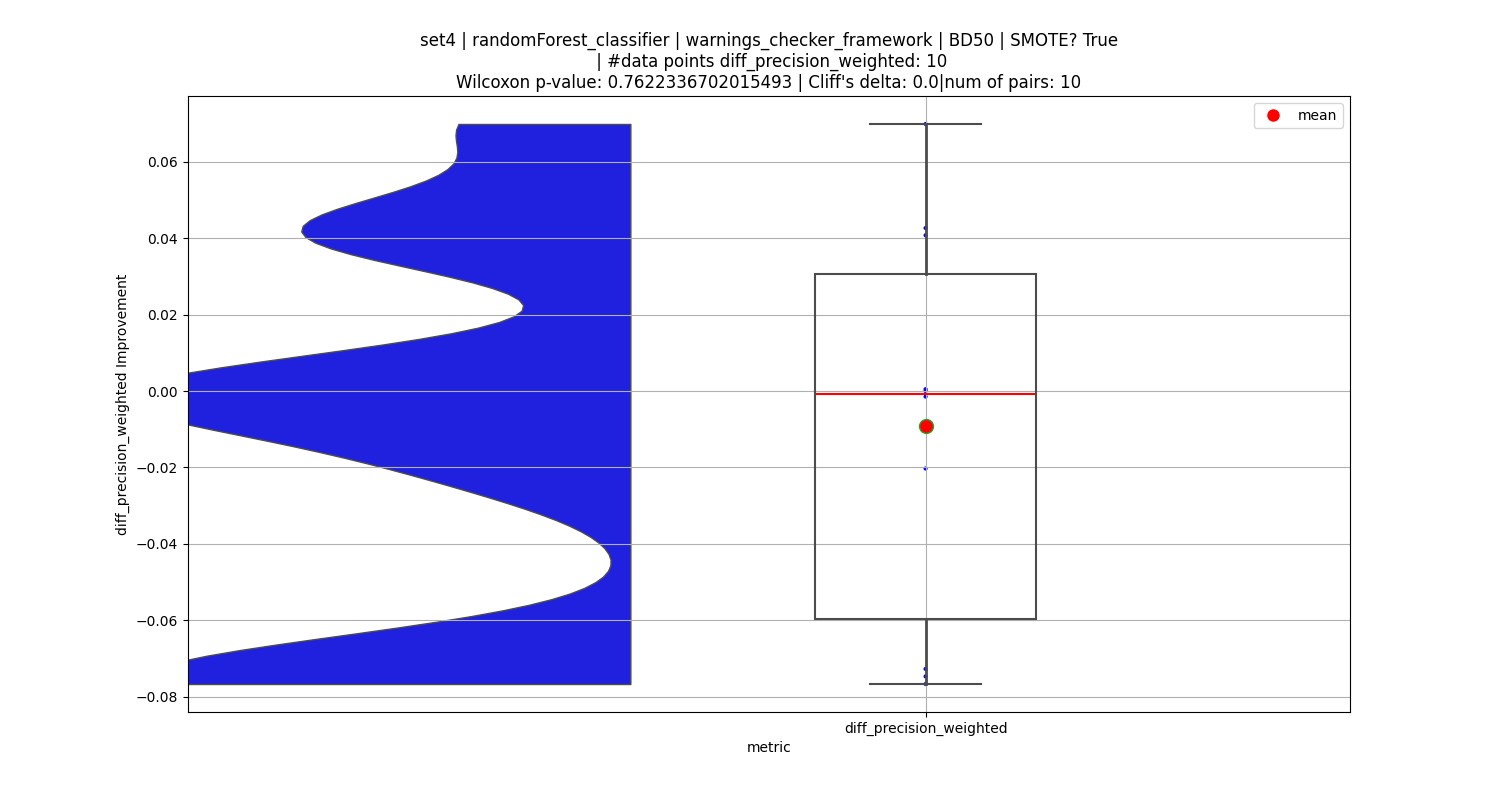 set4 | randomForest_classifier | warnings_checker_framework | BD50 | SMOTE? True
| #data points diff_precision_weighted: 10
Wilcoxon p-value: 0.7622336702015493 | Cliff's delta: 0.0|num of pairs: 10
mean
0.06
0.04
0.02
0.00
−0.02
−0.04
−0.06
−0.08
diff_precision_weighted Improvement
diff_precision_weighted
metric